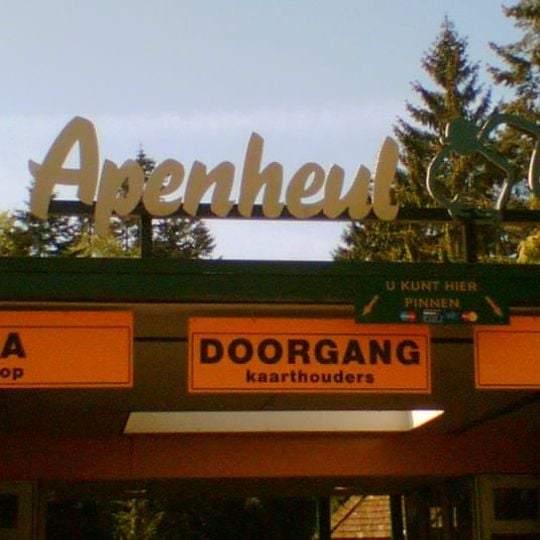 Apenheul
U KUNT HIER
PINNEN
A
op
DOORGANG
kaarthouders